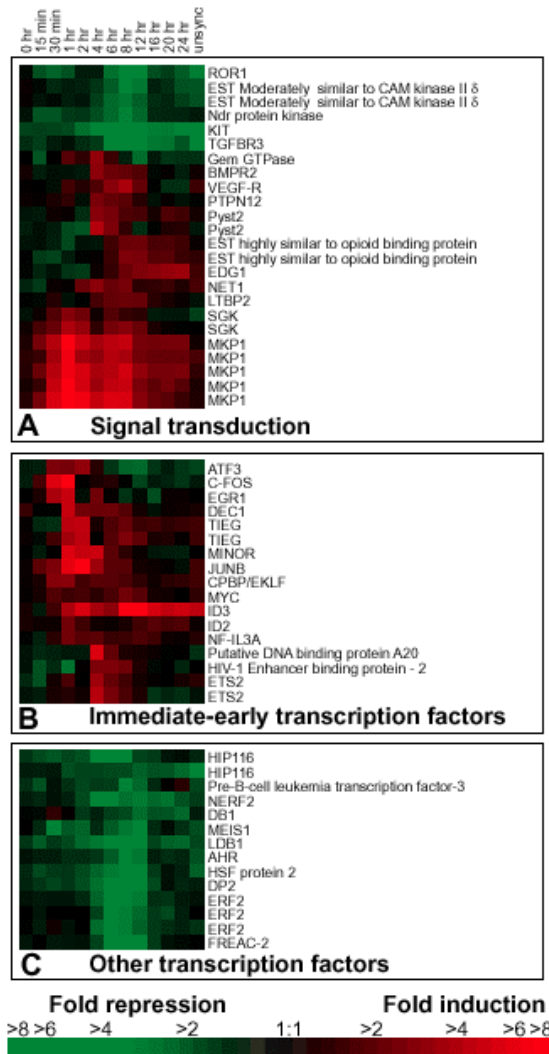 0 hr
15 min
30 min
1 hr
2 hr
4 hr
6 hr
8 hr
12 hr
16 hr
20 hr
24 hr
unsync
ROR1
EST Moderately similar to CAM kinase II δ
EST Moderately similar to CAM kinase II δ
Ndr protein kinase
KIT
TGFBR3
Gem GTPase
BMPR2
VEGF-R
PTPN12
Pyst2
Pyst2
EST highly similar to opioid binding protein
EST highly similar to opioid binding protein
EDG1
NET1
LTBP2
SGK
SGK
MKP1
MKP1
MKP1
MKP1
MKP1
A Signal transduction
ATF3
C-FOS
EGR1
DEC1
TIEG
TIEG
MINOR
JUNB
CPBP/EKLF
MYC
ID3
ID2
NF-IL3A
Putative DNA binding protein A20
HIV-1 Enhancer binding protein - 2
ETS2
ETS2
B Immediate-early transcription factors
HIP116
HIP116
Pre-B-cell leukemia transcription factor-3
NERF2
DB1
MEIS1
LDB1
AHR
HSF protein 2
DP2
ERF2
ERF2
ERF2
FREAC-2
C Other transcription factors
Fold repression Fold induction
>8 >6 >4 >2 1:1 >2 >4 >6 >8